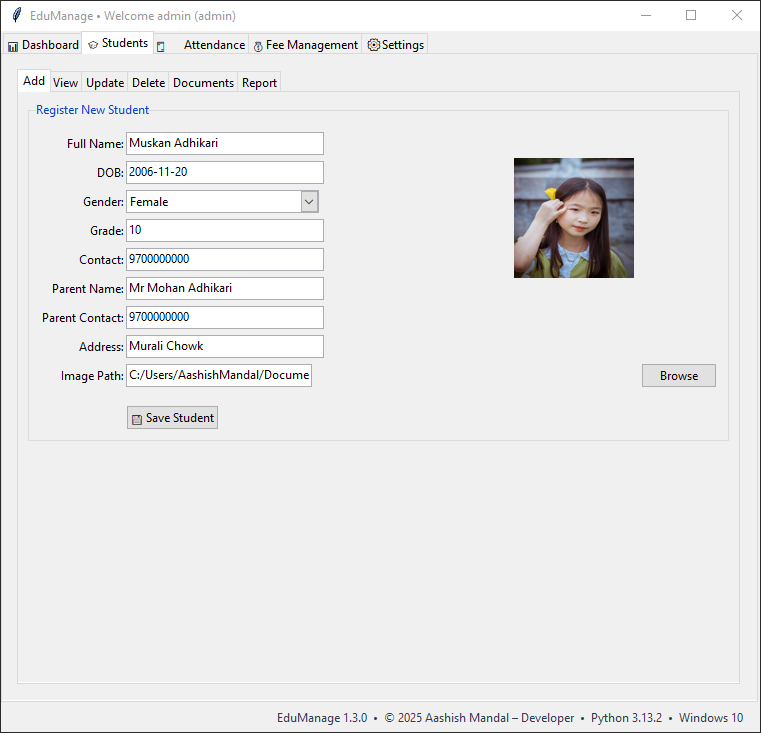 EduManage • Welcome admin (admin)
Dashboard Students Attendance Fee Management Settings
Add View Update Delete Documents Report
Register New Student
Full Name: Muskan Adhikari
DOB: 2006-11-20
Gender: Female
Grade: 10
Contact: 9700000000
Parent Name: Mr Mohan Adhikari
Parent Contact: 9700000000
Address: Murali Chowk
Image Path: C:/Users/AashishMandal/Docume Browse
Save Student
EduManage 1.3.0 • © 2025 Aashish Mandal – Developer • Python 3.13.2 • Windows 10